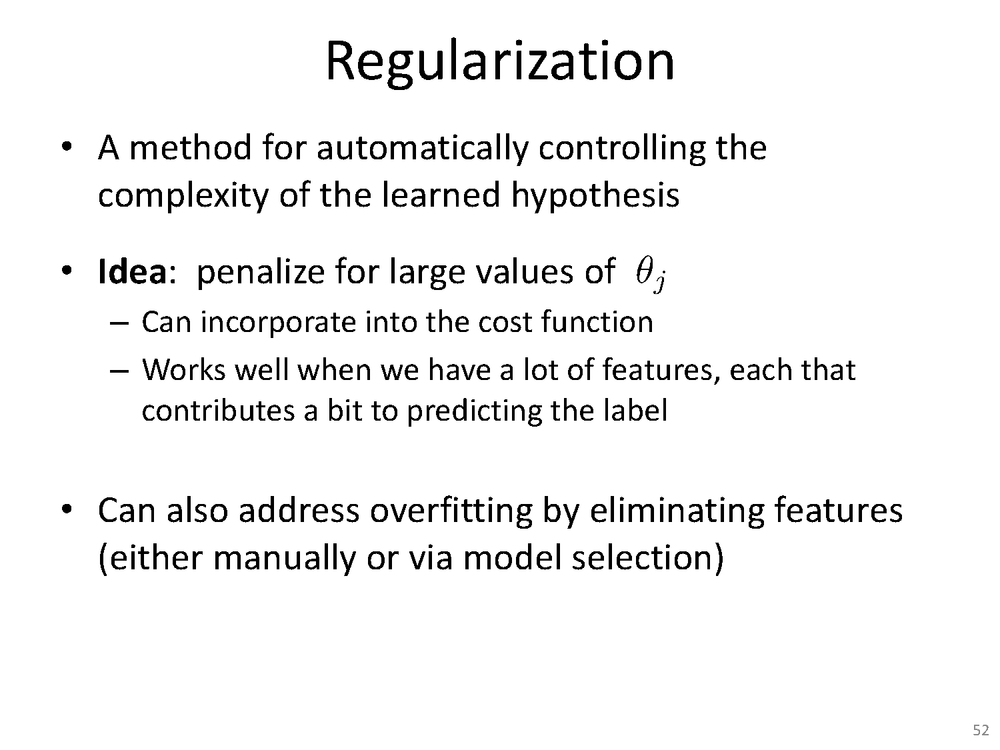 Regularization
• A method for automatically controlling the
complexity of the learned hypothesis
• Idea: penalize for large values of θj
– Can incorporate into the cost function
– Works well when we have a lot of features, each that
contributes a bit to predicting the label
• Can also address overfitting by eliminating features
(either manually or via model selection)
52